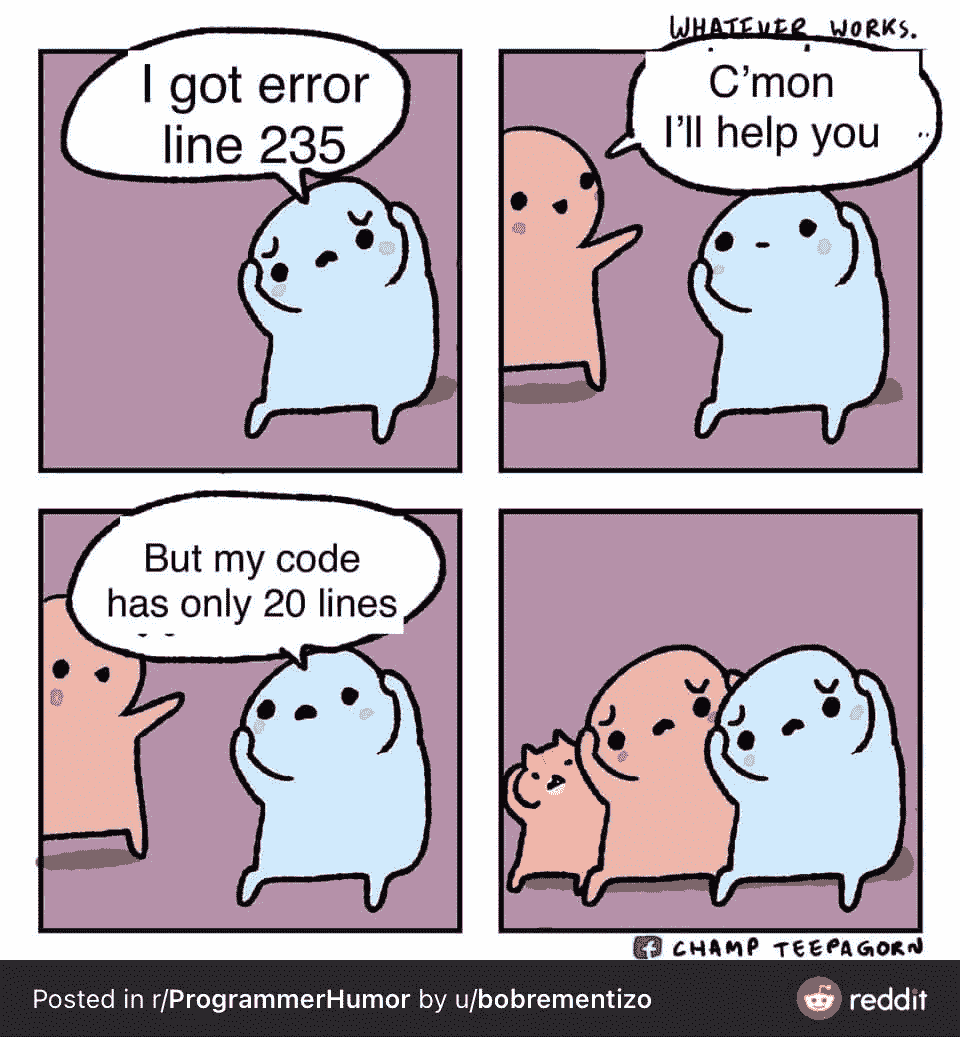 WHATEVER WORKS.
I got error
line 235
C’mon
I’ll help you
But my code
has only 20 lines
CHAMP TEEPAGORN
Posted in r/ProgrammerHumor by u/bobrementizo
reddit